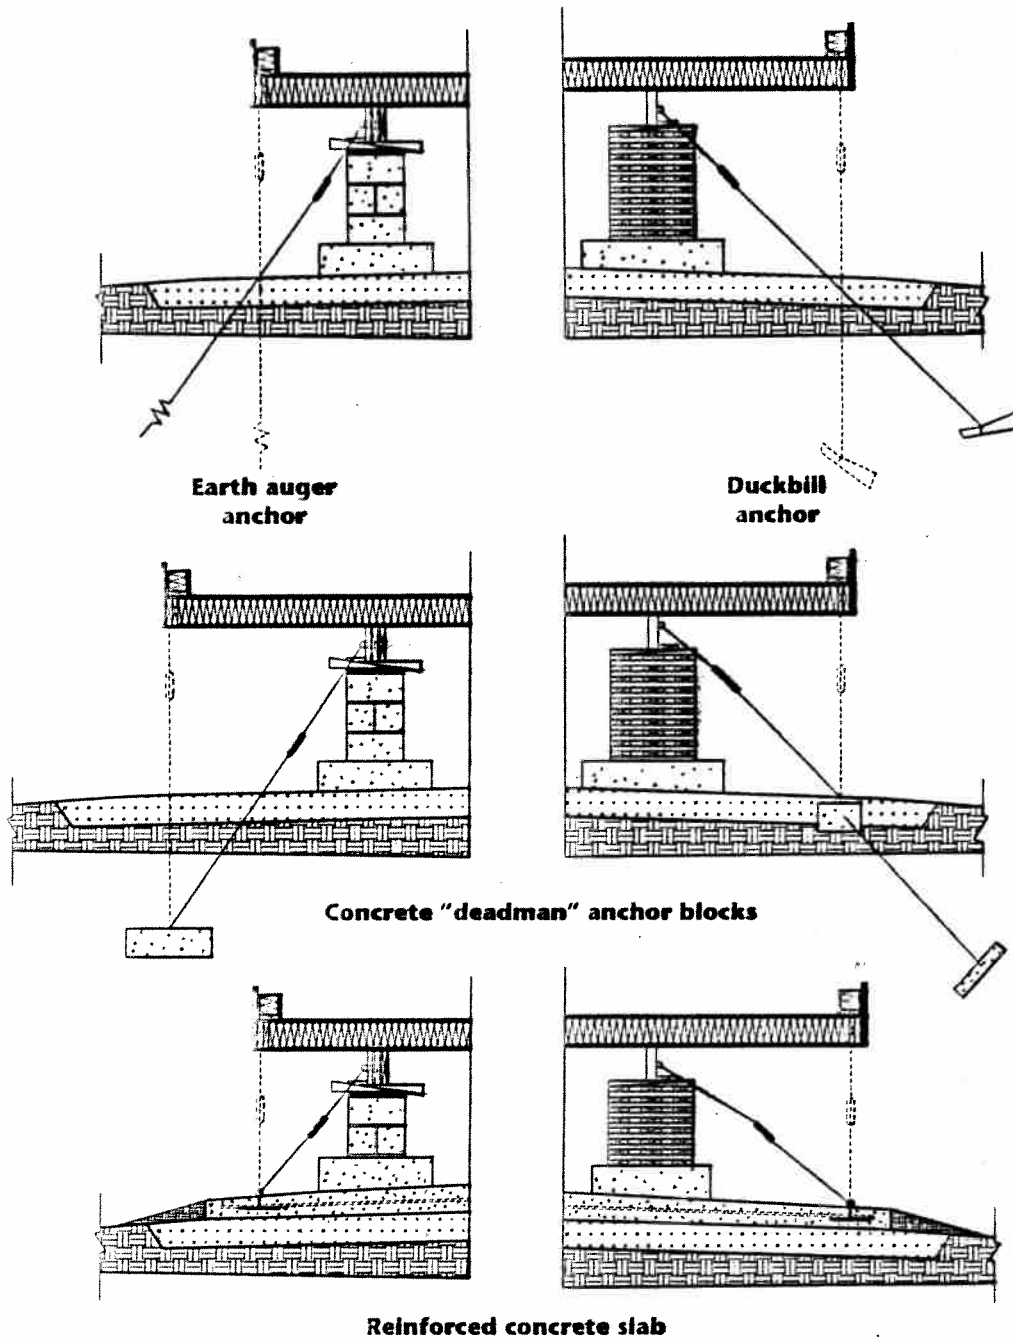 Earth auger
anchor
Duckbill
anchor
Concrete "deadman" anchor blocks
Reinforced concrete slab